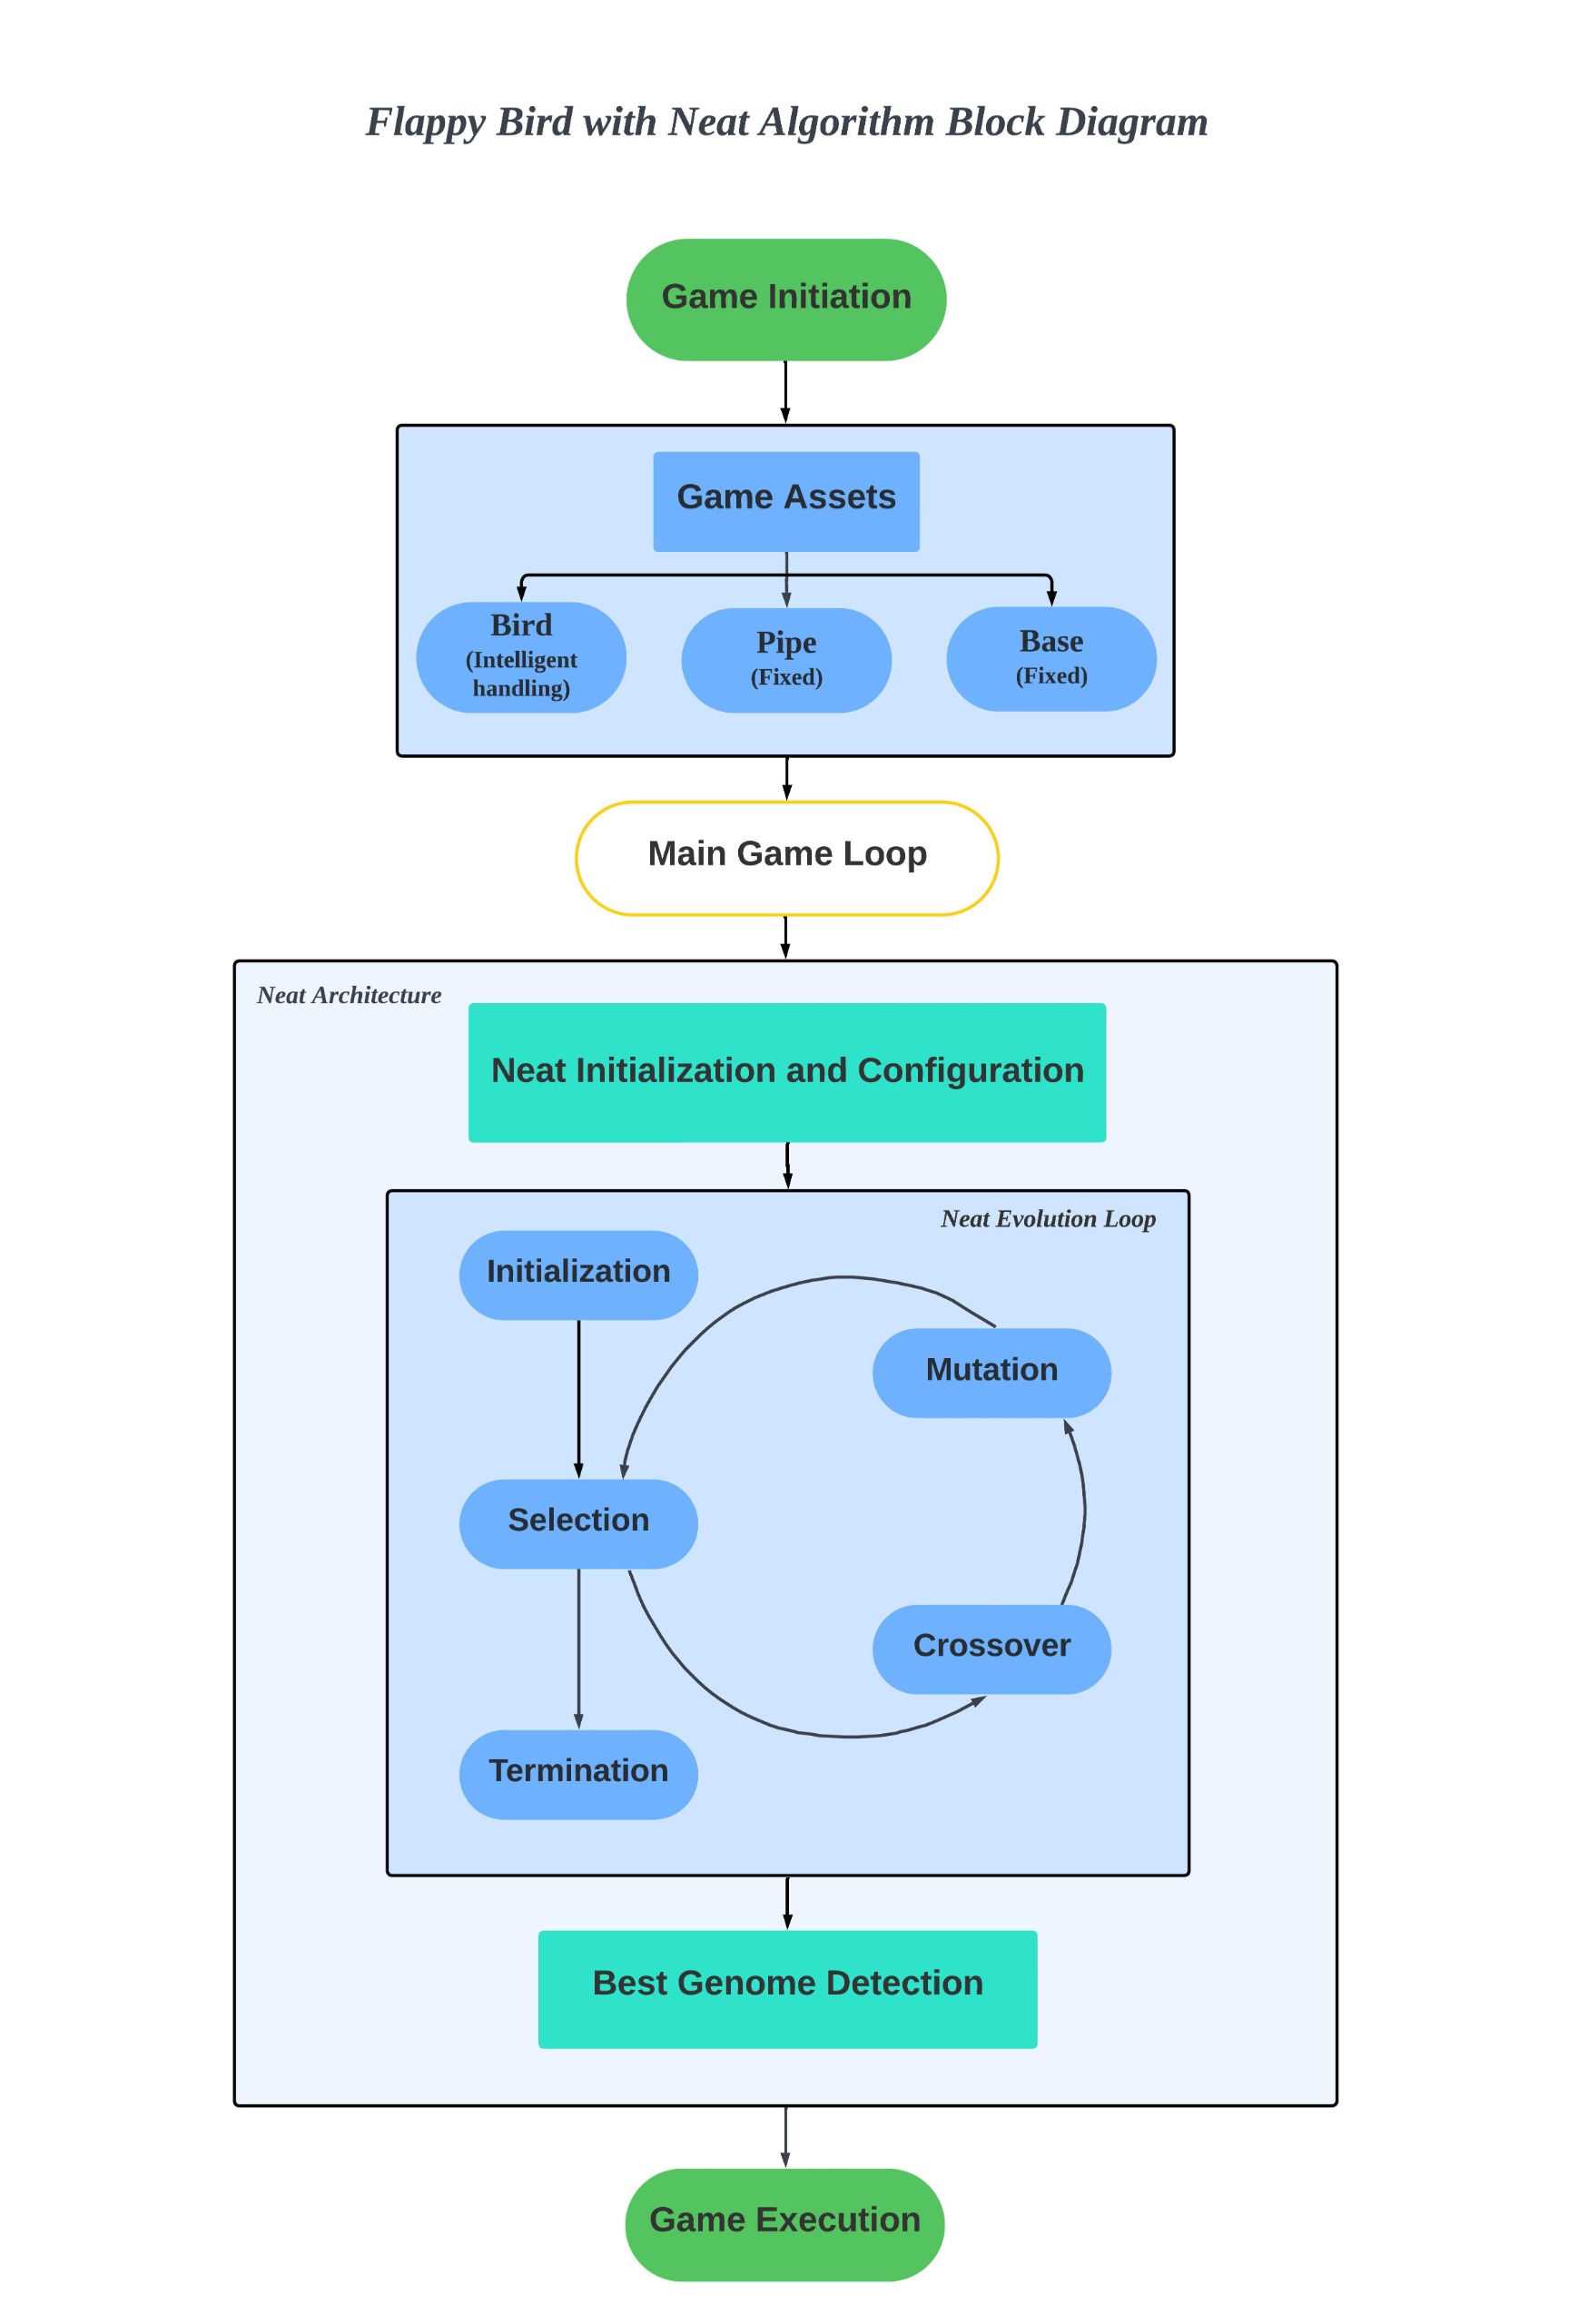 Flappy Bird with Neat Algorithm Block Diagram
Game Initiation
Game Assets
Bird
(Intelligent
handling)
Pipe
(Fixed)
Base
(Fixed)
Main Game Loop
Neat Architecture
Neat Initialization and Configuration
Neat Evolution Loop
Initialization
Mutation
Selection
Crossover
Termination
Best Genome Detection
Game Execution